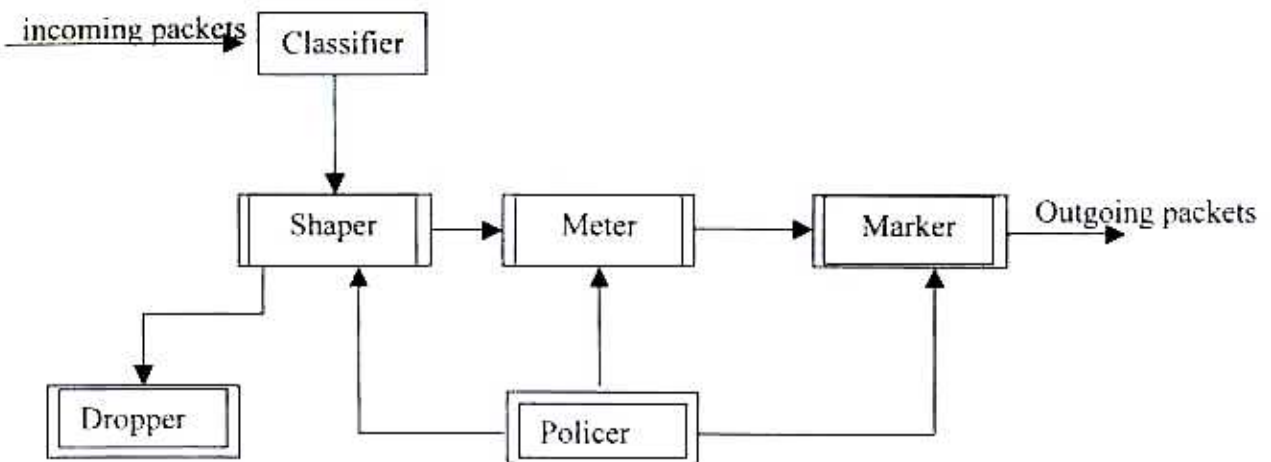 incoming packets
Classifier
Shaper
Meter
Marker
Outgoing packets
Dropper
Policer